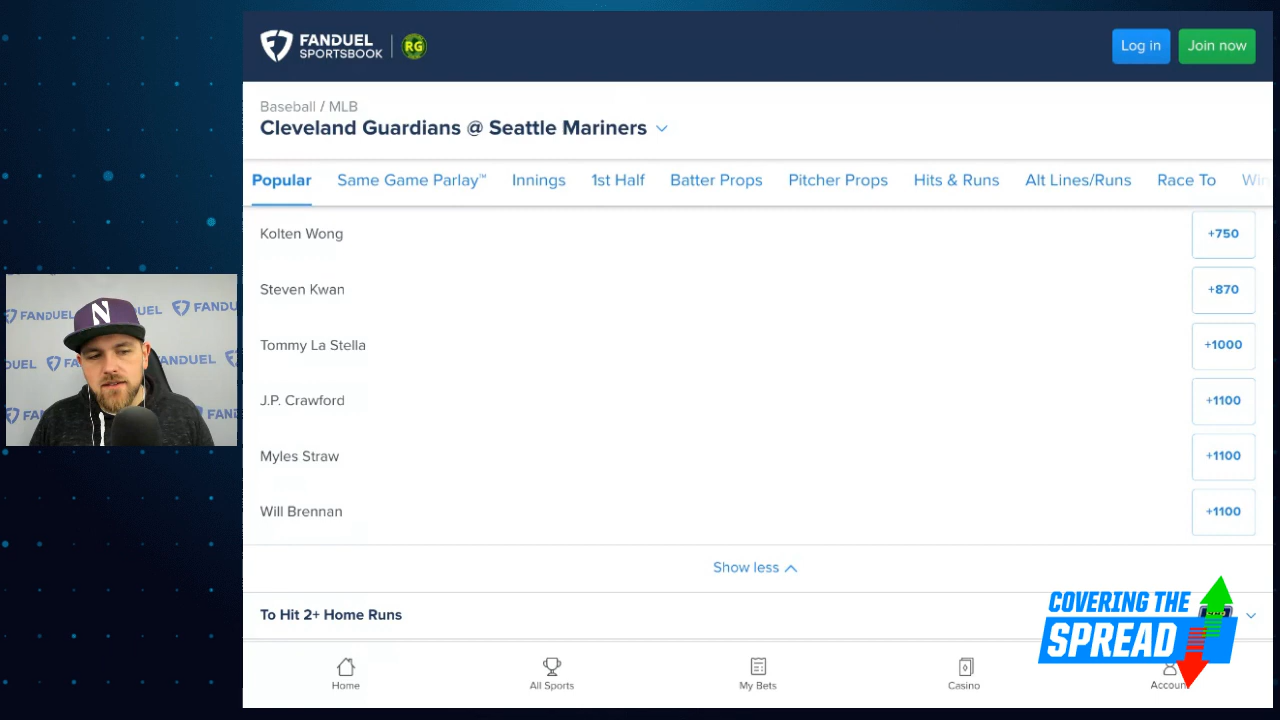 FANDUEL
SPORTSBOOK
RG
Log in
Join now
Baseball / MLB
Cleveland Guardians @ Seattle Mariners
Popular Same Game Parlay™ Innings 1st Half Batter Props Pitcher Props Hits & Runs Alt Lines/Runs Race To
Kolten Wong +750
Steven Kwan +870
Tommy La Stella +1000
J.P. Crawford +1100
Myles Straw +1100
Will Brennan +1100
Show less
To Hit 2+ Home Runs
COVERING THE
SPREAD
Home All Sports My Bets Casino Account
FANDUEL
N